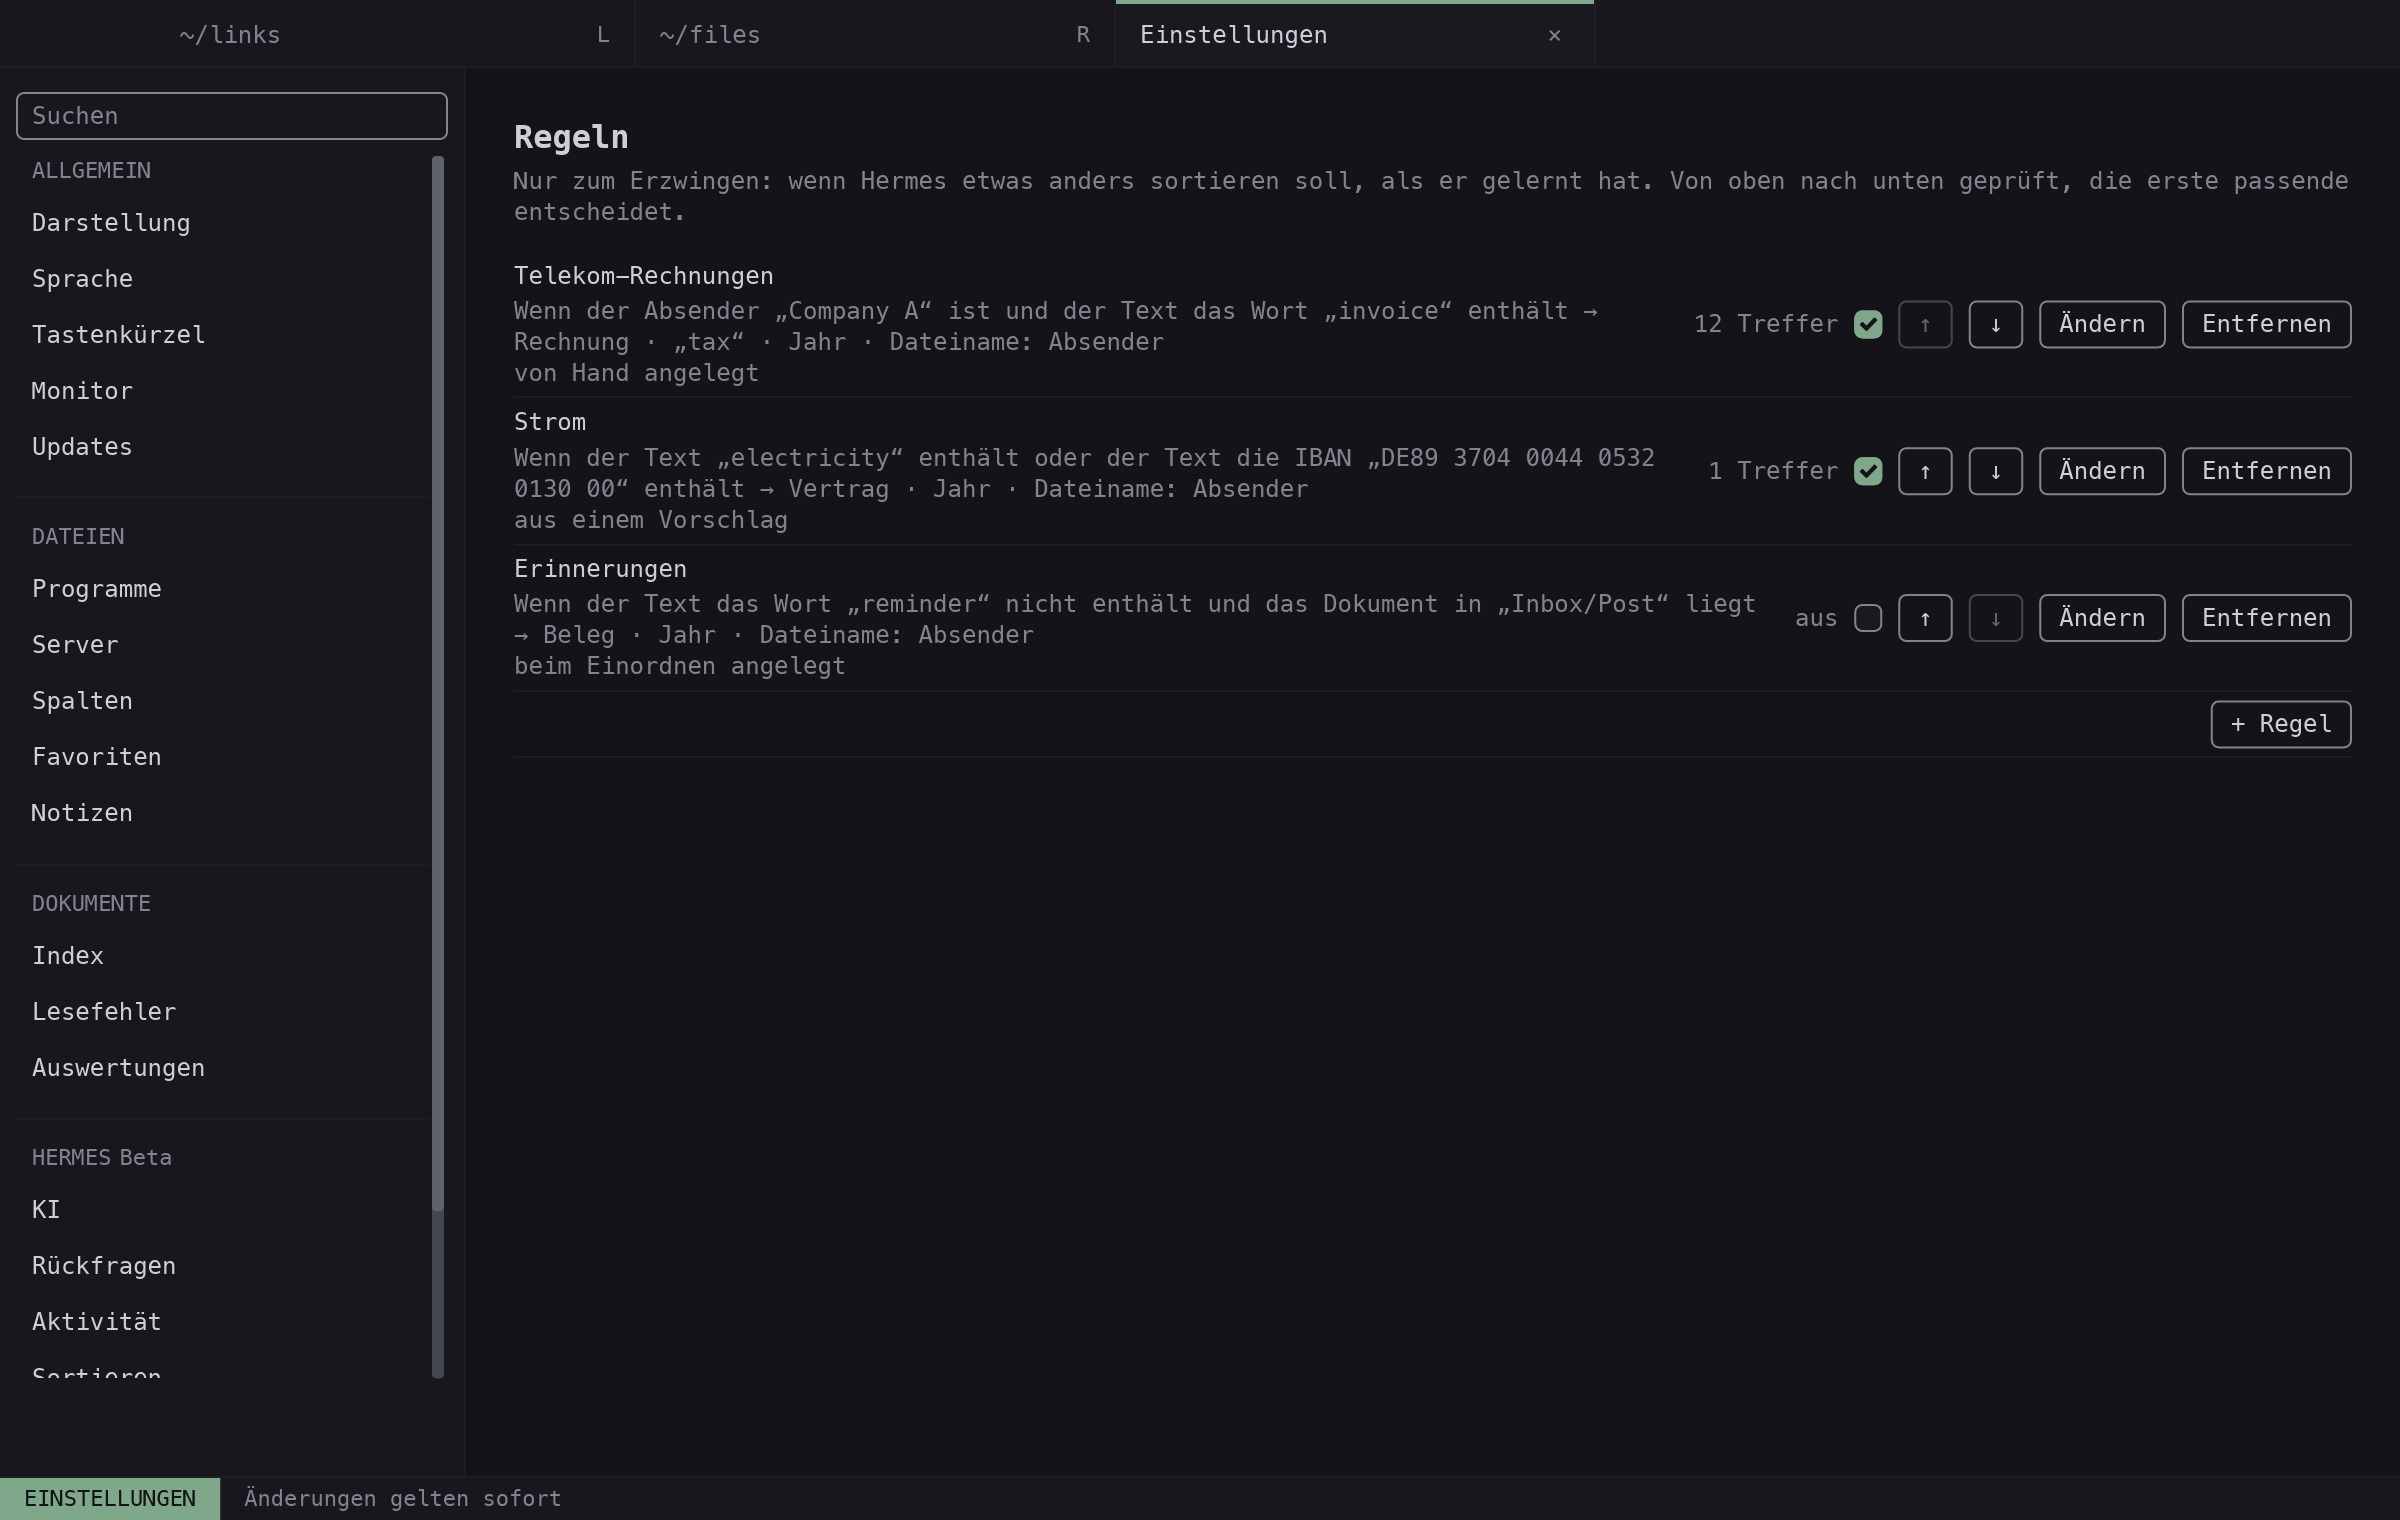 ~/links L ~/files R Einstellungen ×
Suchen
ALLGEMEIN
Darstellung
Sprache
Tastenkürzel
Monitor
Updates
DATEIEN
Programme
Server
Spalten
Favoriten
Notizen
DOKUMENTE
Index
Lesefehler
Auswertungen
HERMES Beta
KI
Rückfragen
Aktivität
Sortieren
Regeln
Nur zum Erzwingen: wenn Hermes etwas anders sortieren soll, als er gelernt hat. Von oben nach unten geprüft, die erste passende
entscheidet.
Telekom-Rechnungen
Wenn der Absender „Company A“ ist und der Text das Wort „invoice“ enthält →
Rechnung · „tax“ · Jahr · Dateiname: Absender
von Hand angelegt
12 Treffer ↑ ↓ Ändern Entfernen
Strom
Wenn der Text „electricity“ enthält oder der Text die IBAN „DE89 3704 0044 0532
0130 00“ enthält → Vertrag · Jahr · Dateiname: Absender
aus einem Vorschlag
1 Treffer ↑ ↓ Ändern Entfernen
Erinnerungen
Wenn der Text das Wort „reminder“ nicht enthält und das Dokument in „Inbox/Post“ liegt
→ Beleg · Jahr · Dateiname: Absender
beim Einordnen angelegt
aus ↑ ↓ Ändern Entfernen
+ Regel
EINSTELLUNGEN Änderungen gelten sofort